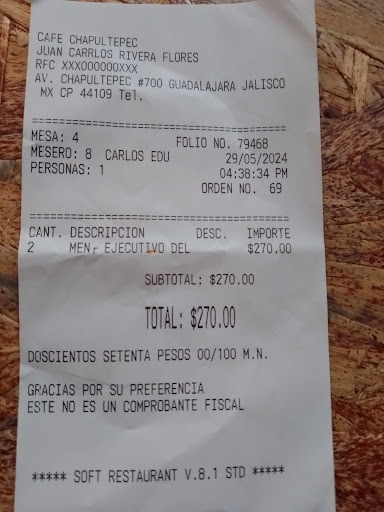 CAFE CHAPULTEPEC
JUAN CARRLOS RIVERA FLORES
RFC XXX000000XXX
AV. CHAPULTEPEC #700 GUADALAJARA JALISCO
MX CP 44109 Tel.
==============================================
MESA: 4 FOLIO NO. 79468
MESERO: 8 CARLOS EDU 29/05/2024
PERSONAS: 1 04:38:34 PM
ORDEN NO. 69
==============================================
CANT. DESCRIPCION DESC. IMPORTE
2 MEN┌ EJECUTIVO DEL $270.00
SUBTOTAL: $270.00
TOTAL: $270.00
DOSCIENTOS SETENTA PESOS 00/100 M.N.
GRACIAS POR SU PREFERENCIA
ESTE NO ES UN COMPROBANTE FISCAL
***** SOFT RESTAURANT V.8.1 STD *****